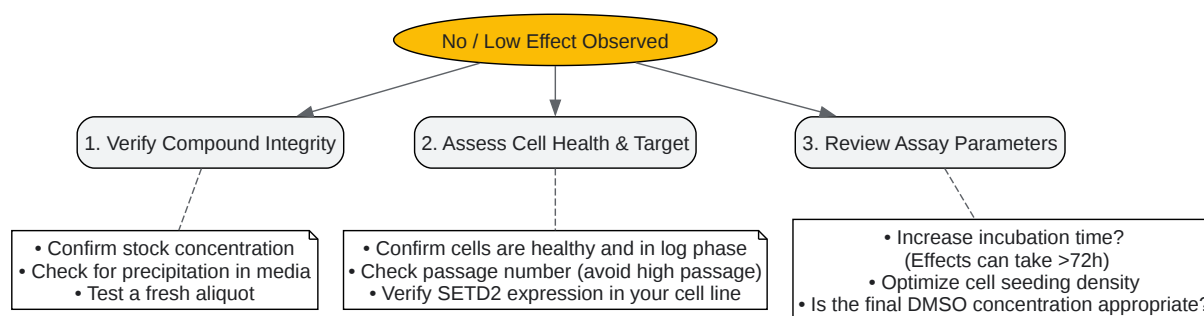 No / Low Effect Observed
1. Verify Compound Integrity
2. Assess Cell Health & Target
3. Review Assay Parameters
• Confirm stock concentration
• Check for precipitation in media
• Test a fresh aliquot
• Confirm cells are healthy and in log phase
• Check passage number (avoid high passage)
• Verify SETD2 expression in your cell line
• Increase incubation time?
(Effects can take >72h)
• Optimize cell seeding density
• Is the final DMSO concentration appropriate?